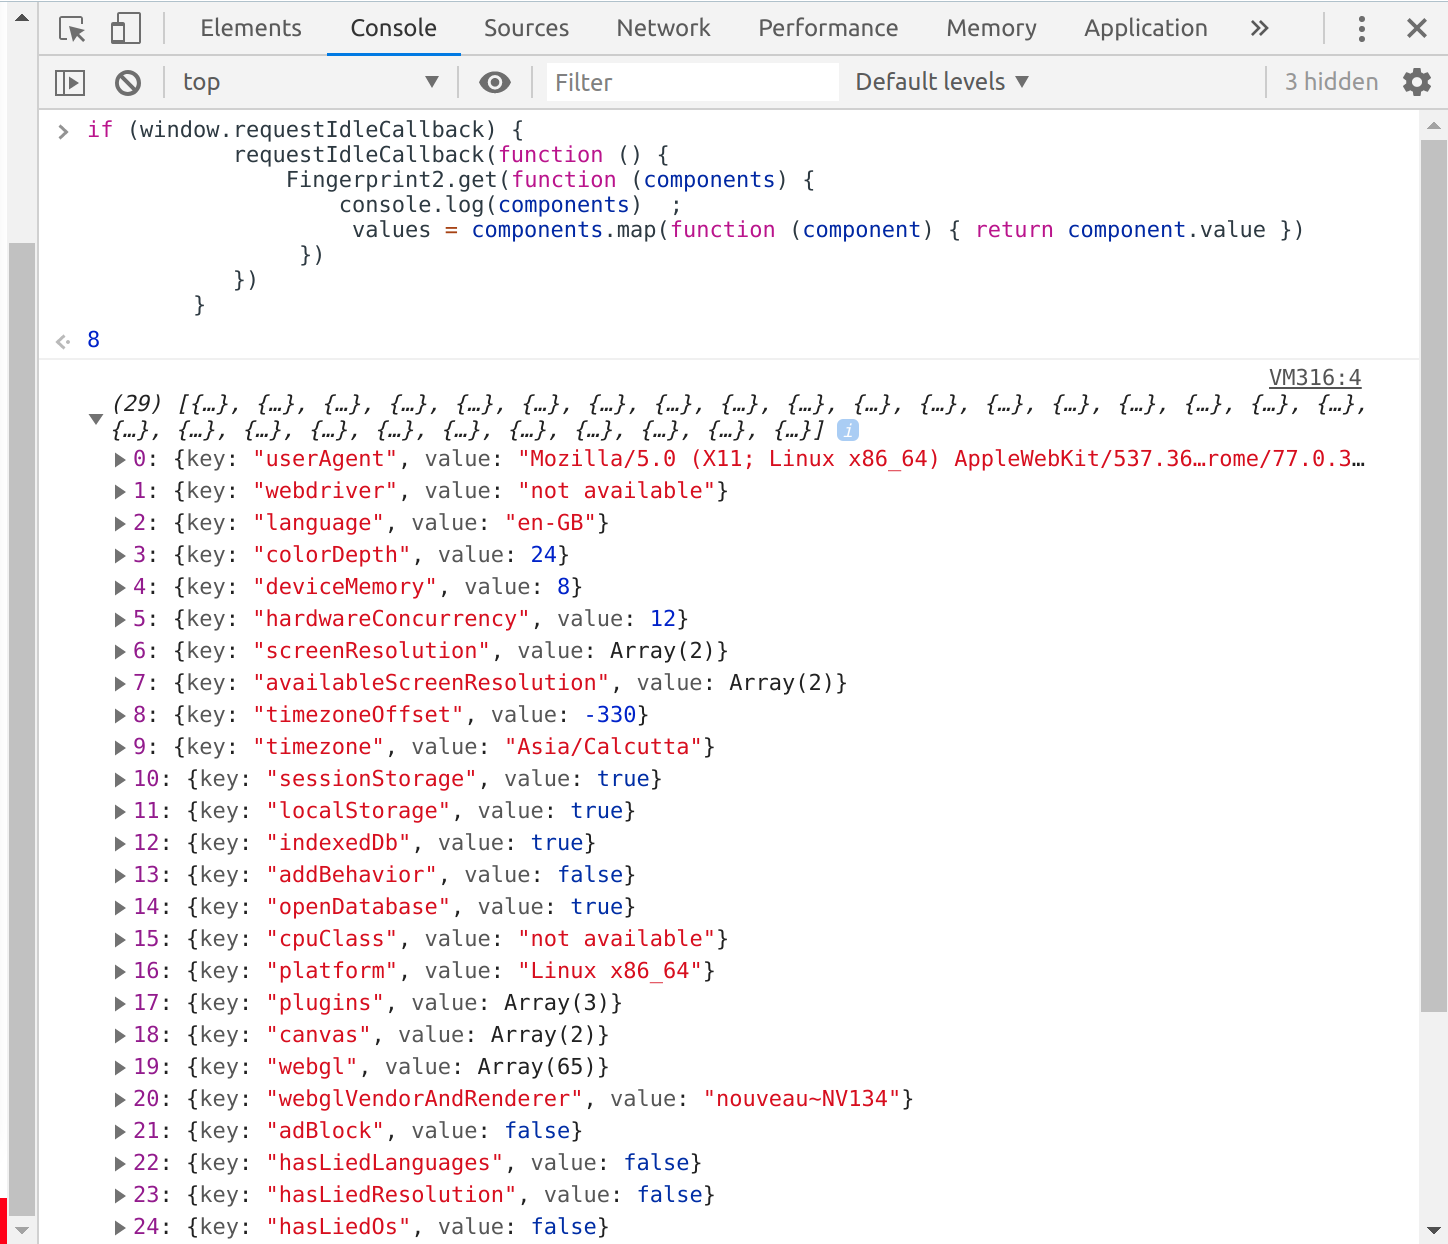 Elements Console Sources Network Performance Memory Application »
top Filter Default levels 3 hidden
if (window.requestIdleCallback) {
requestIdleCallback(function () {
Fingerprint2.get(function (components) {
console.log(components)  ;
values = components.map(function (component) { return component.value })
})
})
}
8
VM316:4
(29) [{…}, {…}, {…}, {…}, {…}, {…}, {…}, {…}, {…}, {…}, {…}, {…}, {…}, {…}, {…}, {…}, {…}, {…},
{…}, {…}, {…}, {…}, {…}, {…}, {…}, {…}, {…}, {…}, {…}] i
0: {key: "userAgent", value: "Mozilla/5.0 (X11; Linux x86_64) AppleWebKit/537.36…rome/77.0.3…
1: {key: "webdriver", value: "not available"}
2: {key: "language", value: "en-GB"}
3: {key: "colorDepth", value: 24}
4: {key: "deviceMemory", value: 8}
5: {key: "hardwareConcurrency", value: 12}
6: {key: "screenResolution", value: Array(2)}
7: {key: "availableScreenResolution", value: Array(2)}
8: {key: "timezoneOffset", value: -330}
9: {key: "timezone", value: "Asia/Calcutta"}
10: {key: "sessionStorage", value: true}
11: {key: "localStorage", value: true}
12: {key: "indexedDb", value: true}
13: {key: "addBehavior", value: false}
14: {key: "openDatabase", value: true}
15: {key: "cpuClass", value: "not available"}
16: {key: "platform", value: "Linux x86_64"}
17: {key: "plugins", value: Array(3)}
18: {key: "canvas", value: Array(2)}
19: {key: "webgl", value: Array(65)}
20: {key: "webglVendorAndRenderer", value: "nouveau~NV134"}
21: {key: "adBlock", value: false}
22: {key: "hasLiedLanguages", value: false}
23: {key: "hasLiedResolution", value: false}
24: {key: "hasLiedOs", value: false}